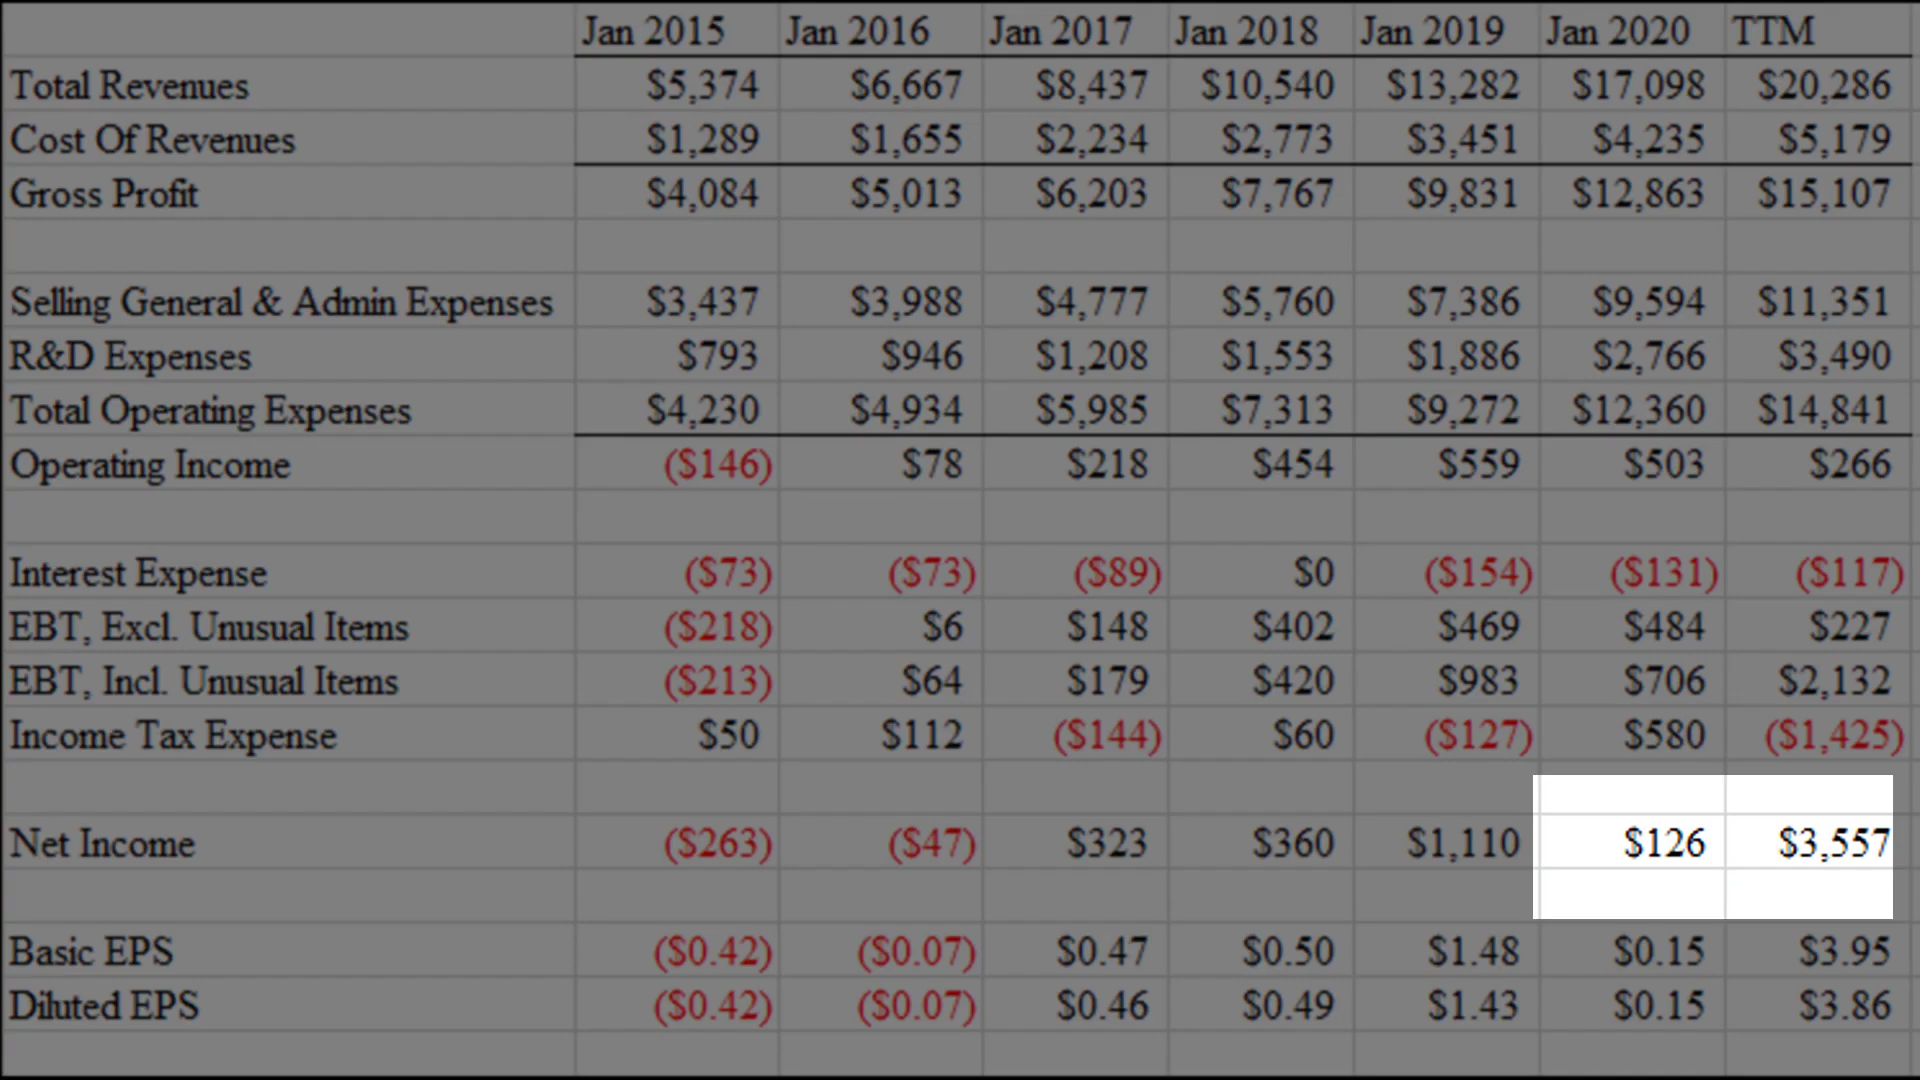 Jan 2015 Jan 2016 Jan 2017 Jan 2018 Jan 2019 Jan 2020 TTM
Total Revenues $5,374 $6,667 $8,437 $10,540 $13,282 $17,098 $20,286
Cost Of Revenues $1,289 $1,655 $2,234 $2,773 $3,451 $4,235 $5,179
Gross Profit $4,084 $5,013 $6,203 $7,767 $9,831 $12,863 $15,107
Selling General & Admin Expenses $3,437 $3,988 $4,777 $5,760 $7,386 $9,594 $11,351
R&D Expenses $793 $946 $1,208 $1,553 $1,886 $2,766 $3,490
Total Operating Expenses $4,230 $4,934 $5,985 $7,313 $9,272 $12,360 $14,841
Operating Income ($146) $78 $218 $454 $559 $503 $266
Interest Expense ($73) ($73) ($89) $0 ($154) ($131) ($117)
EBT, Excl. Unusual Items ($218) $6 $148 $402 $469 $484 $227
EBT, Incl. Unusual Items ($213) $64 $179 $420 $983 $706 $2,132
Income Tax Expense $50 $112 ($144) $60 ($127) $580 ($1,425)
Net Income ($263) ($47) $323 $360 $1,110 $126 $3,557
Basic EPS ($0.42) ($0.07) $0.47 $0.50 $1.48 $0.15 $3.95
Diluted EPS ($0.42) ($0.07) $0.46 $0.49 $1.43 $0.15 $3.86